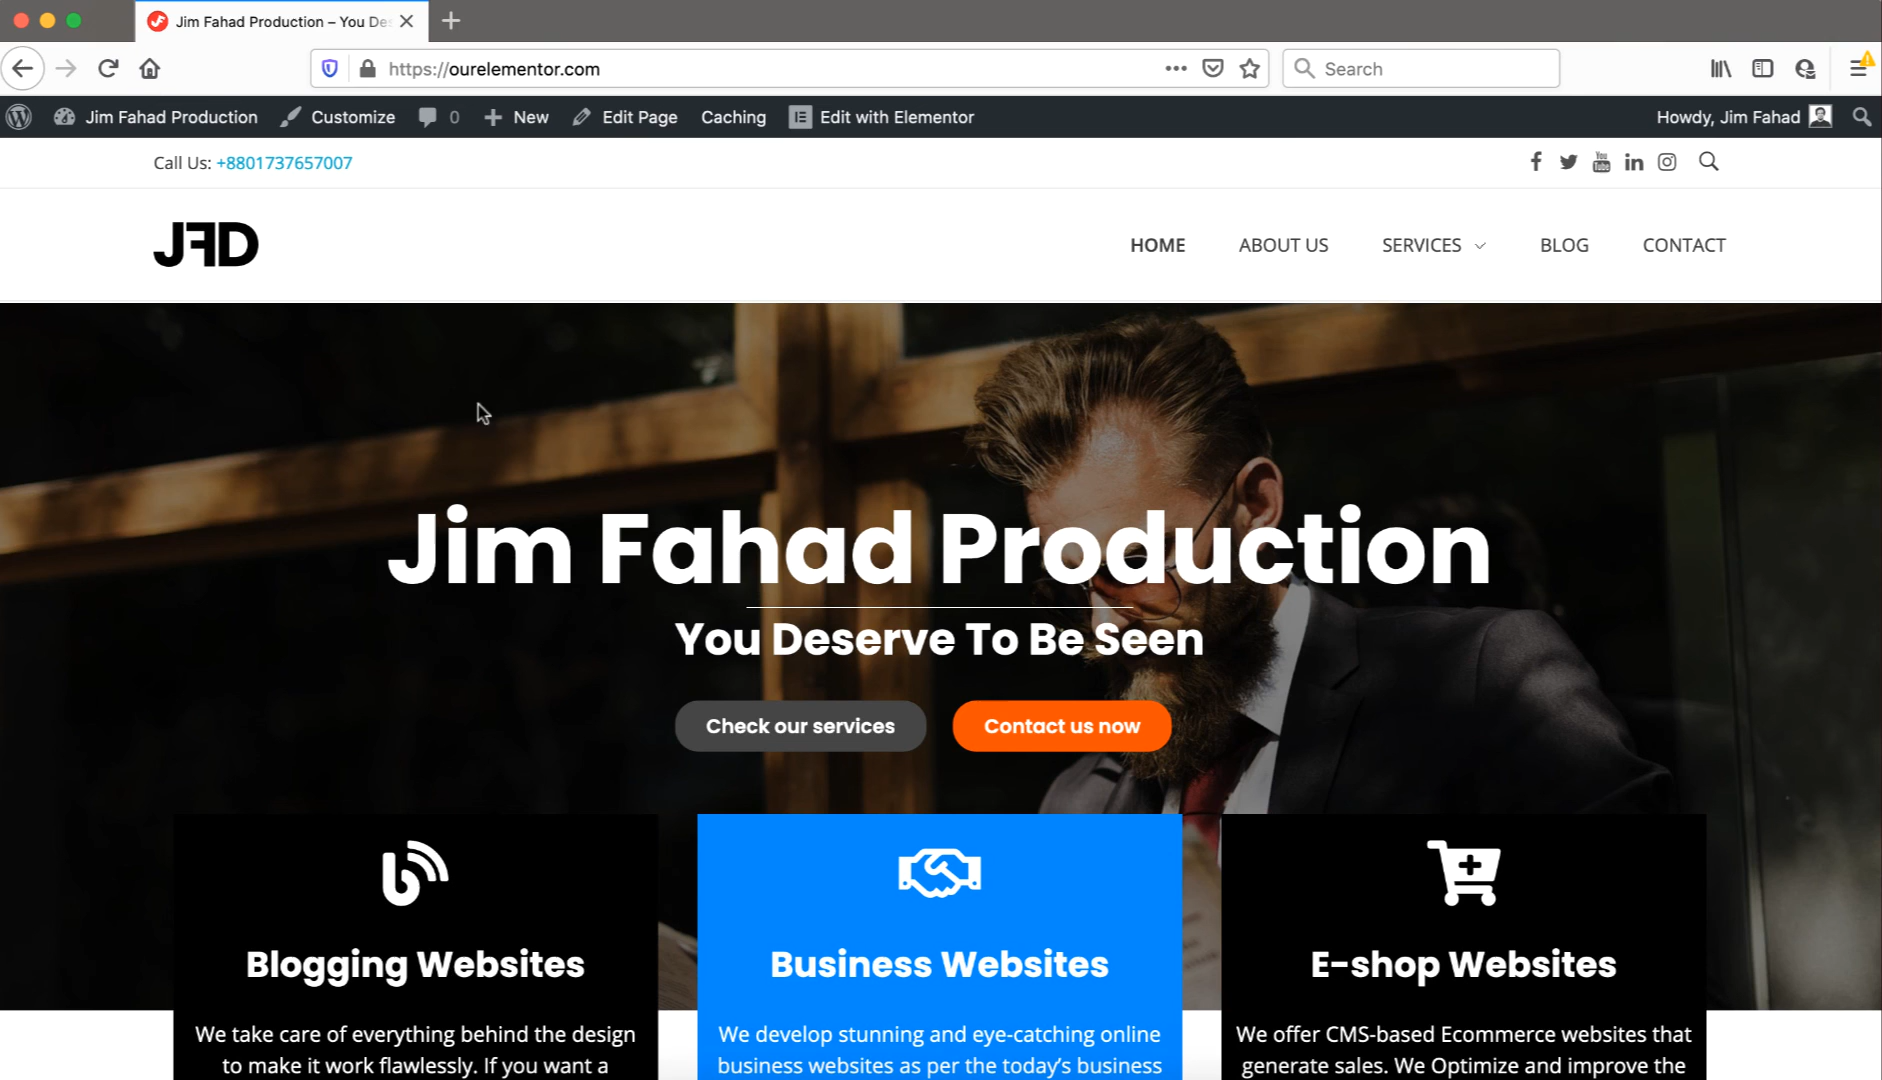 Jim Fahad Production – You Des
https://ourelementor.com
Search
Jim Fahad Production
Customize
0
New
Edit Page
Caching
Edit with Elementor
Howdy, Jim Fahad
Call Us: +8801737657007
JFD
HOME
ABOUT US
SERVICES
BLOG
CONTACT
Jim Fahad Production
You Deserve To Be Seen
Check our services
Contact us now
Blogging Websites
We take care of everything behind the design
to make it work flawlessly. If you want a
Business Websites
We develop stunning and eye-catching online
business websites as per the today’s business
E-shop Websites
We offer CMS-based Ecommerce websites that
generate sales. We Optimize and improve the